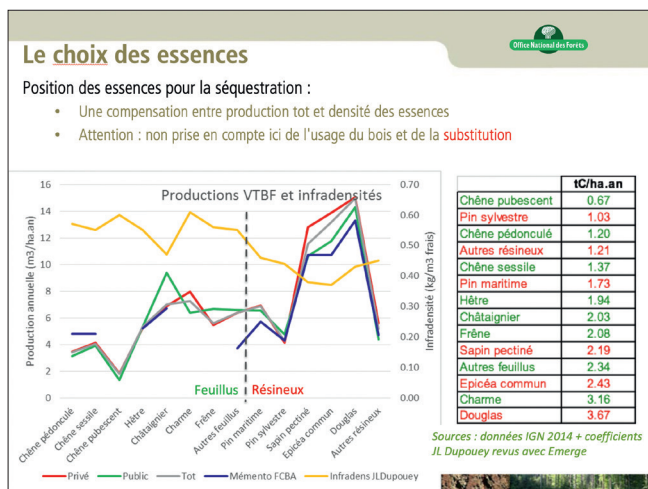 Le choix des essences
Office National des Forêts
Position des essences pour la séquestration :
• Une compensation entre production tot et densité des essences
• Attention : non prise en compte ici de l'usage du bois et de la substitution
Productions VTBF et infradensités
Production annuelle (m3/ha.an)
16
14
12
10
8
6
4
2
0
0.70
0.60
0.50
0.40
0.30
0.20
0.10
0.00
Infradensité (kg/m3 frais)
Feuillus Résineux
Chêne pédonculé
Chêne sessile
Chêne pubescent
Hêtre
Châtaignier
Charme
Frêne
Autres feuillus
Pin maritime
Pin sylvestre
Sapin pectiné
Epicéa commun
Douglas
Autres résineux
Privé Public Tot Mémento FCBA Infradens JLDupouey
tC/ha.an
Chêne pubescent 0.67
Pin sylvestre 1.03
Chêne pédonculé 1.20
Autres résineux 1.21
Chêne sessile 1.37
Pin maritime 1.73
Hêtre 1.94
Châtaignier 2.03
Frêne 2.08
Sapin pectiné 2.19
Autres feuillus 2.34
Epicéa commun 2.43
Charme 3.16
Douglas 3.67
Sources : données IGN 2014 + coefficients
JL Dupouey revus avec Emerge